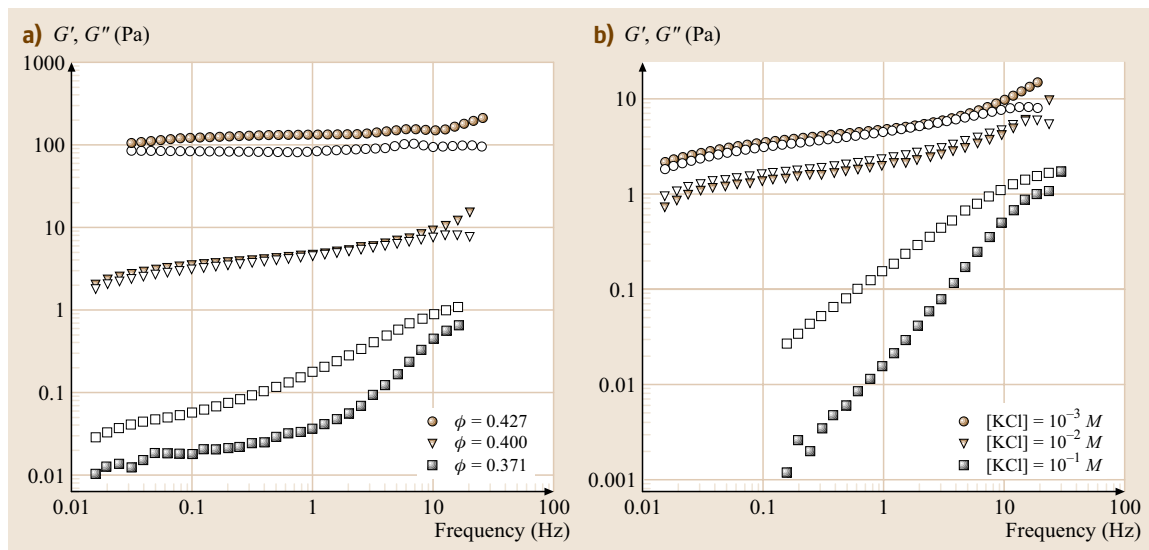 a) G′, G″ (Pa)
1000
100
10
1
0.1
0.01
0.01 0.1 1 10 100
Frequency (Hz)
ϕ = 0.427
ϕ = 0.400
ϕ = 0.371
b) G′, G″ (Pa)
10
1
0.1
0.01
0.001
0.01 0.1 1 10 100
Frequency (Hz)
[KCl] = 10⁻³ M
[KCl] = 10⁻² M
[KCl] = 10⁻¹ M